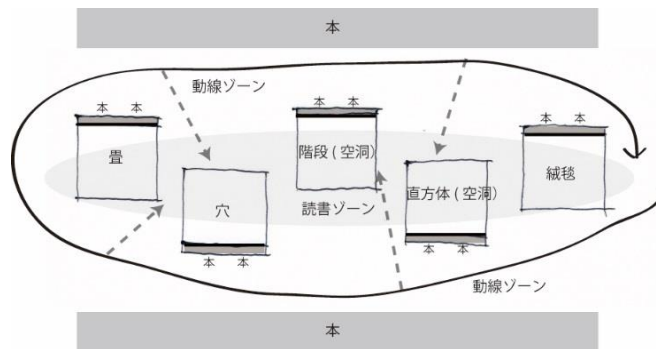 本
動線ゾーン
本 本
本 本
本 本
畳
階段 ( 空洞 )
絨毯
穴
直方体 ( 空洞 )
読書ゾーン
本 本
本 本
動線ゾーン
本